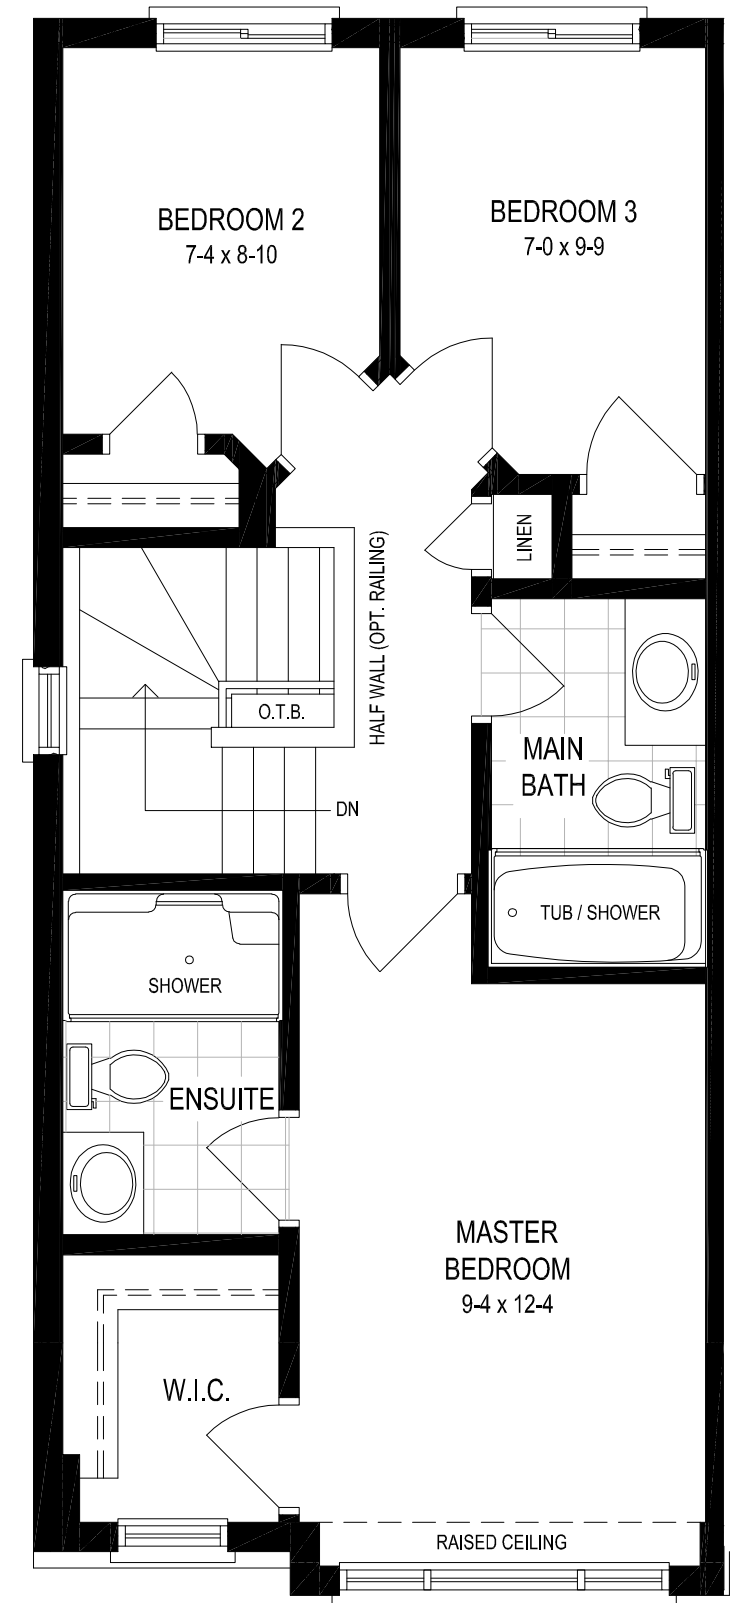 BEDROOM 2
7-4 x 8-10
BEDROOM 3
7-0 x 9-9
LINEN
HALF WALL (OPT. RAILING)
O.T.B.
DN
MAIN
BATH
TUB / SHOWER
SHOWER
ENSUITE
MASTER
BEDROOM
9-4 x 12-4
W.I.C.
RAISED CEILING